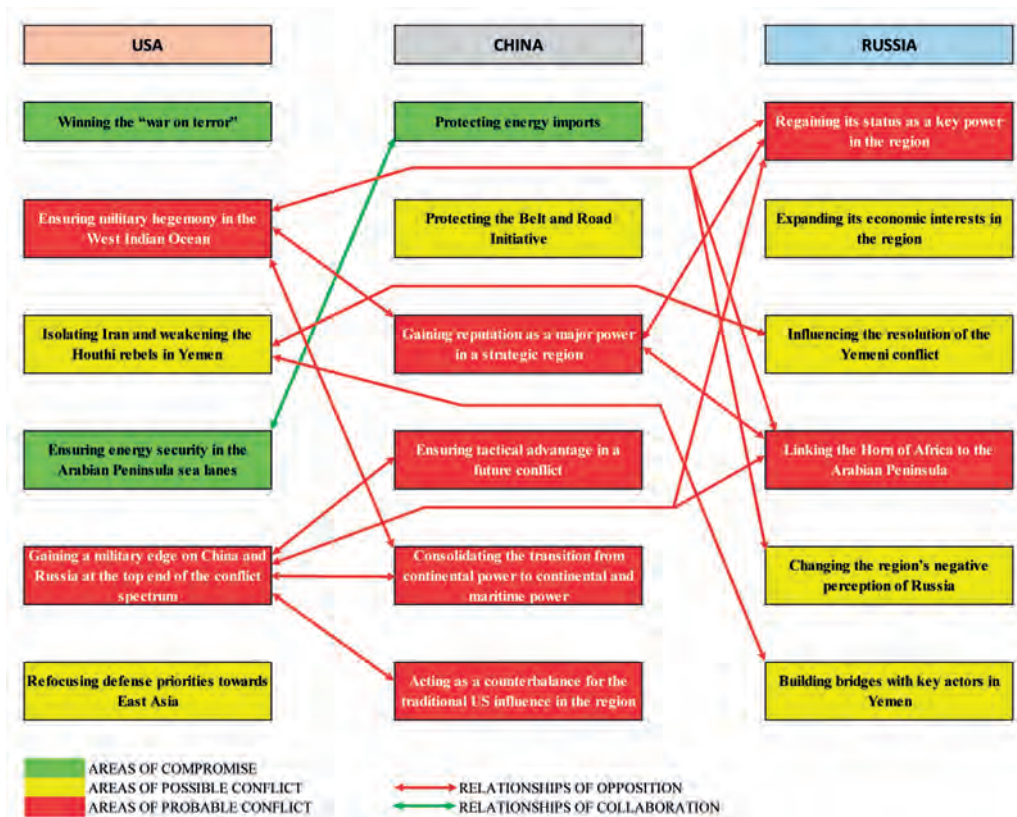 USA
CHINA
RUSSIA
Winning the “war on terror”
Protecting energy imports
Regaining its status as a key power
in the region
Ensuring military hegemony in the
West Indian Ocean
Protecting the Belt and Road
Initiative
Expanding its economic interests in
the region
Isolating Iran and weakening the
Houthi rebels in Yemen
Gaining reputation as a major power
in a strategic region
Influencing the resolution of the
Yemeni conflict
Ensuring energy security in the
Arabian Peninsula sea lanes
Ensuring tactical advantage in a
future conflict
Linking the Horn of Africa to the
Arabian Peninsula
Gaining a military edge on China and
Russia at the top end of the conflict
spectrum
Consolidating the transition from
continental power to continental and
maritime power
Changing the region’s negative
perception of Russia
Refocusing defense priorities towards
East Asia
Acting as a counterbalance for the
traditional US influence in the region
Building bridges with key actors in
Yemen
AREAS OF COMPROMISE
AREAS OF POSSIBLE CONFLICT
AREAS OF PROBABLE CONFLICT
RELATIONSHIPS OF OPPOSITION
RELATIONSHIPS OF COLLABORATION